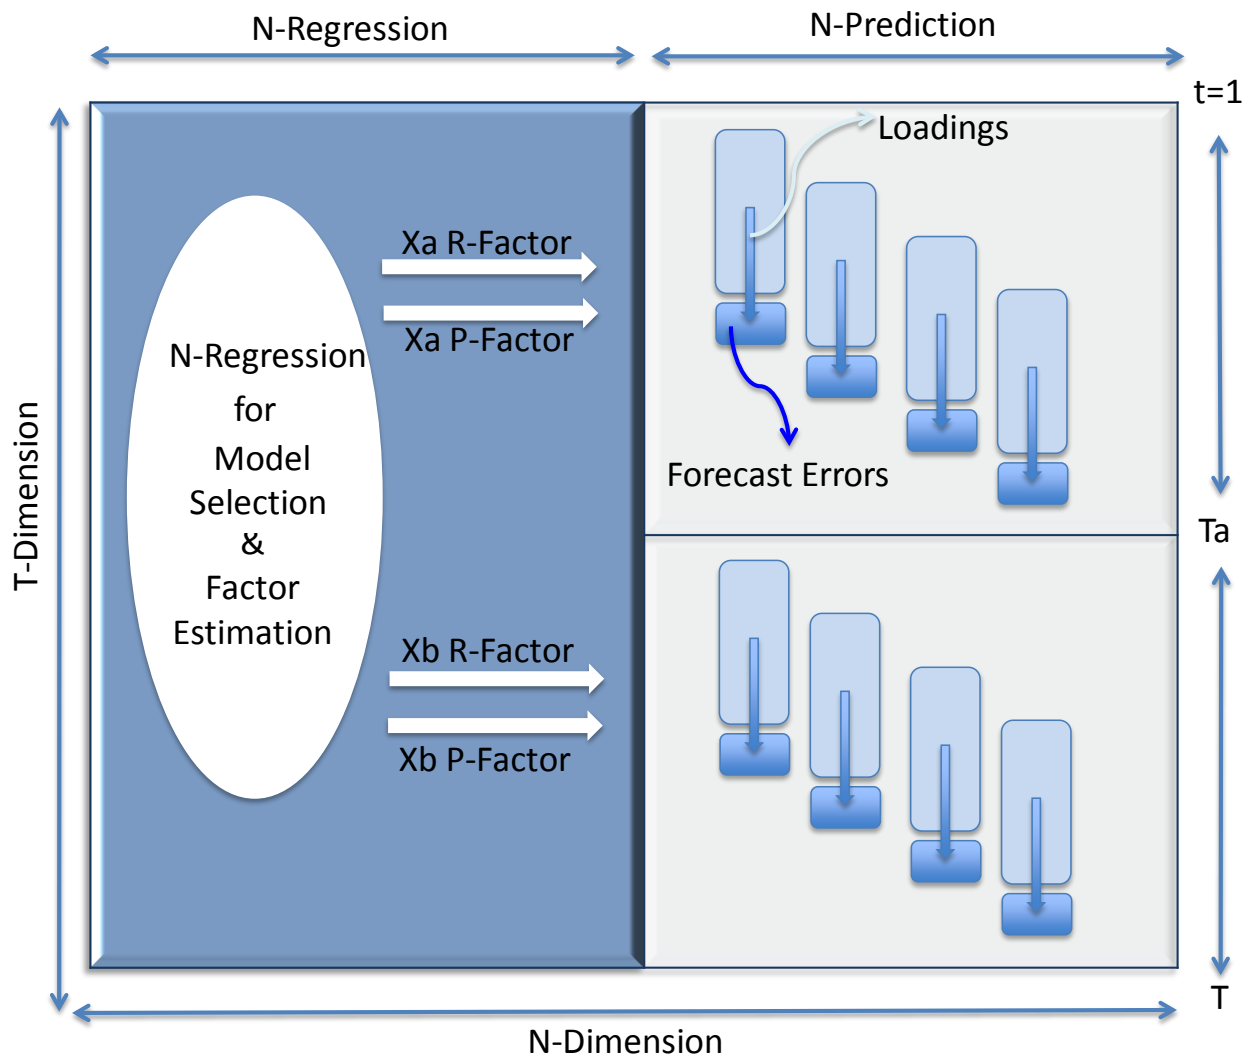 N-Regression
N-Prediction
t=1
Loadings
Xa R-Factor
Xa P-Factor
N-Regression
for
Model
Selection
&
Factor
Estimation
Forecast Errors
T-Dimension
Ta
Xb R-Factor
Xb P-Factor
T
N-Dimension